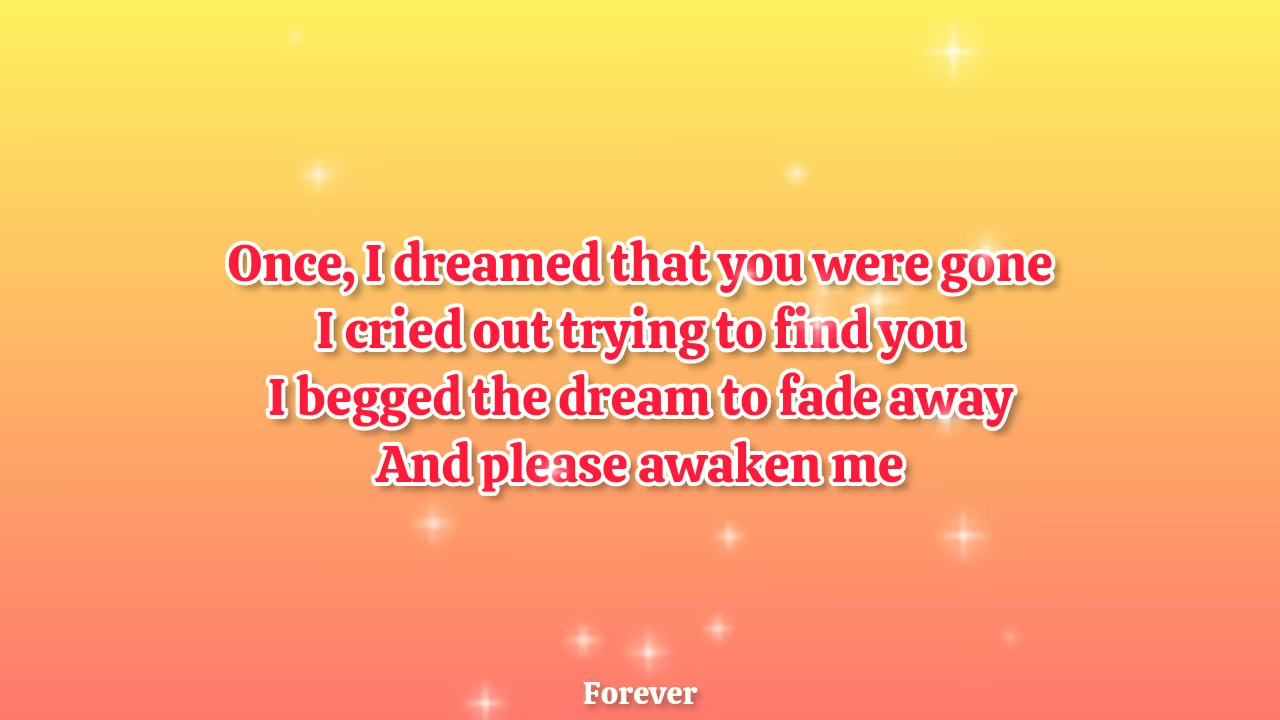 Once, I dreamed that you were gone
I cried out trying to find you
I begged the dream to fade away
And please awaken me
Forever